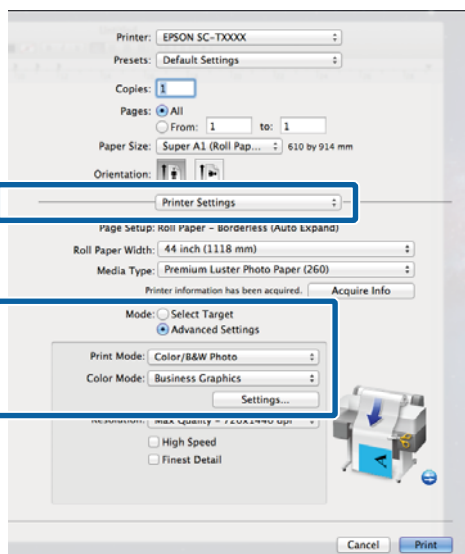 Printer: EPSON SC-TXXXX
Presets: Default Settings
Copies: 1
Pages: All
From: 1 to: 1
Paper Size: Super A1 (Roll Pap... 610 by 914 mm
Orientation:
Printer Settings
Page Setup: Roll Paper - Borderless (Auto Expand)
Roll Paper Width: 44 inch (1118 mm)
Media Type: Premium Luster Photo Paper (260)
Printer information has been acquired. Acquire Info
Mode: Select Target
Advanced Settings
Print Mode: Color/B&W Photo
Color Mode: Business Graphics
Settings...
Resolution: Max Quality - 720x1440 dpi
High Speed
Finest Detail
Cancel Print